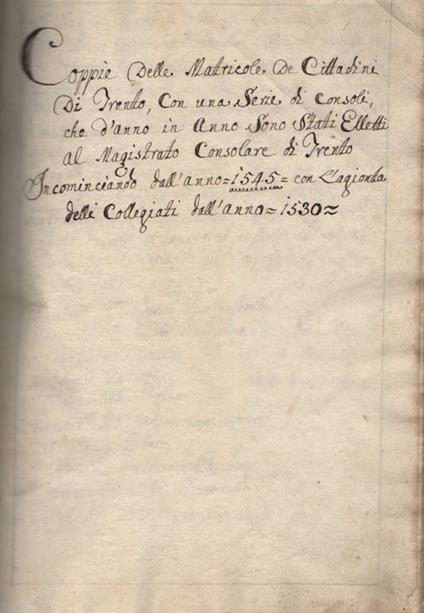 Coppie Delle Matricole De Cittadini
Di Trento, Con una Serie di Consoli,
che d'anno in Anno Sono Stati Elletti
al Magistrato Consolare di Trento
Incominciando dall'anno = 1545 = con L'agionta
delli Collegiati dall'anno = 1530 =